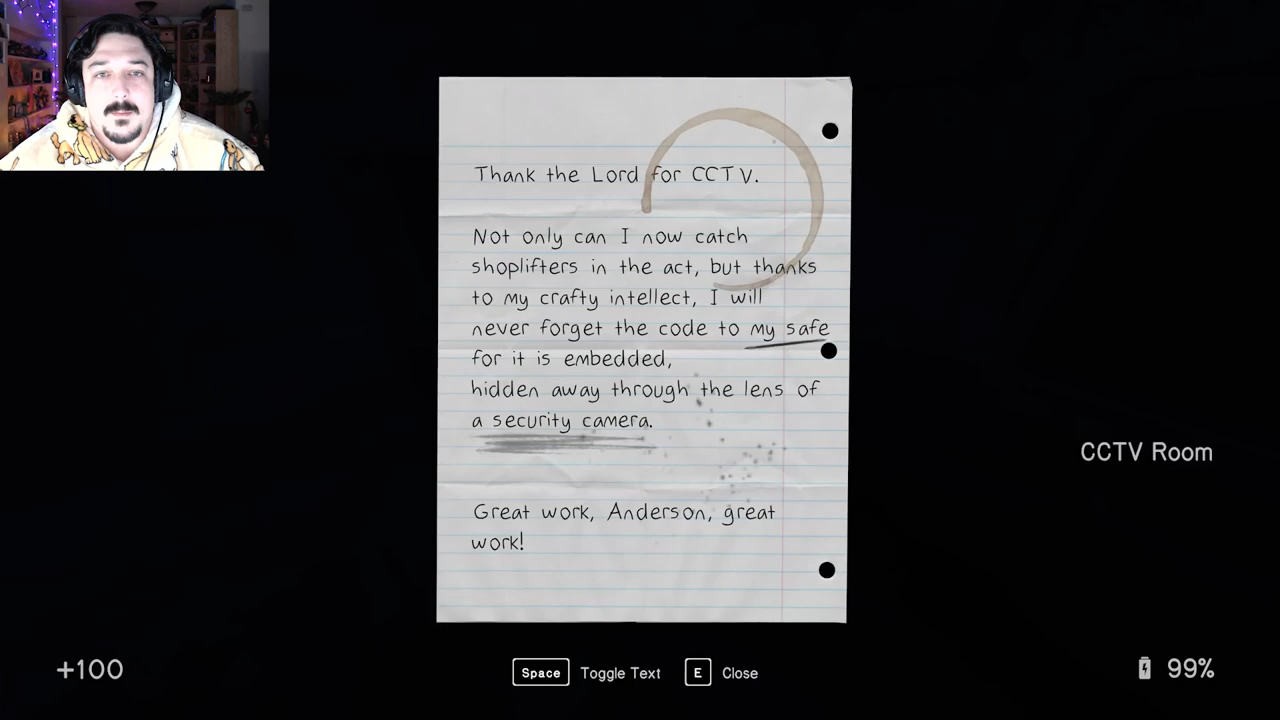 Thank the Lord for CCTV.
Not only can I now catch
shoplifters in the act, but thanks
to my crafty intellect, I will
never forget the code to my safe
for it is embedded,
hidden away through the lens of
a security camera.
Great work, Anderson, great
work!
CCTV Room
+100
Space Toggle Text E Close
99%